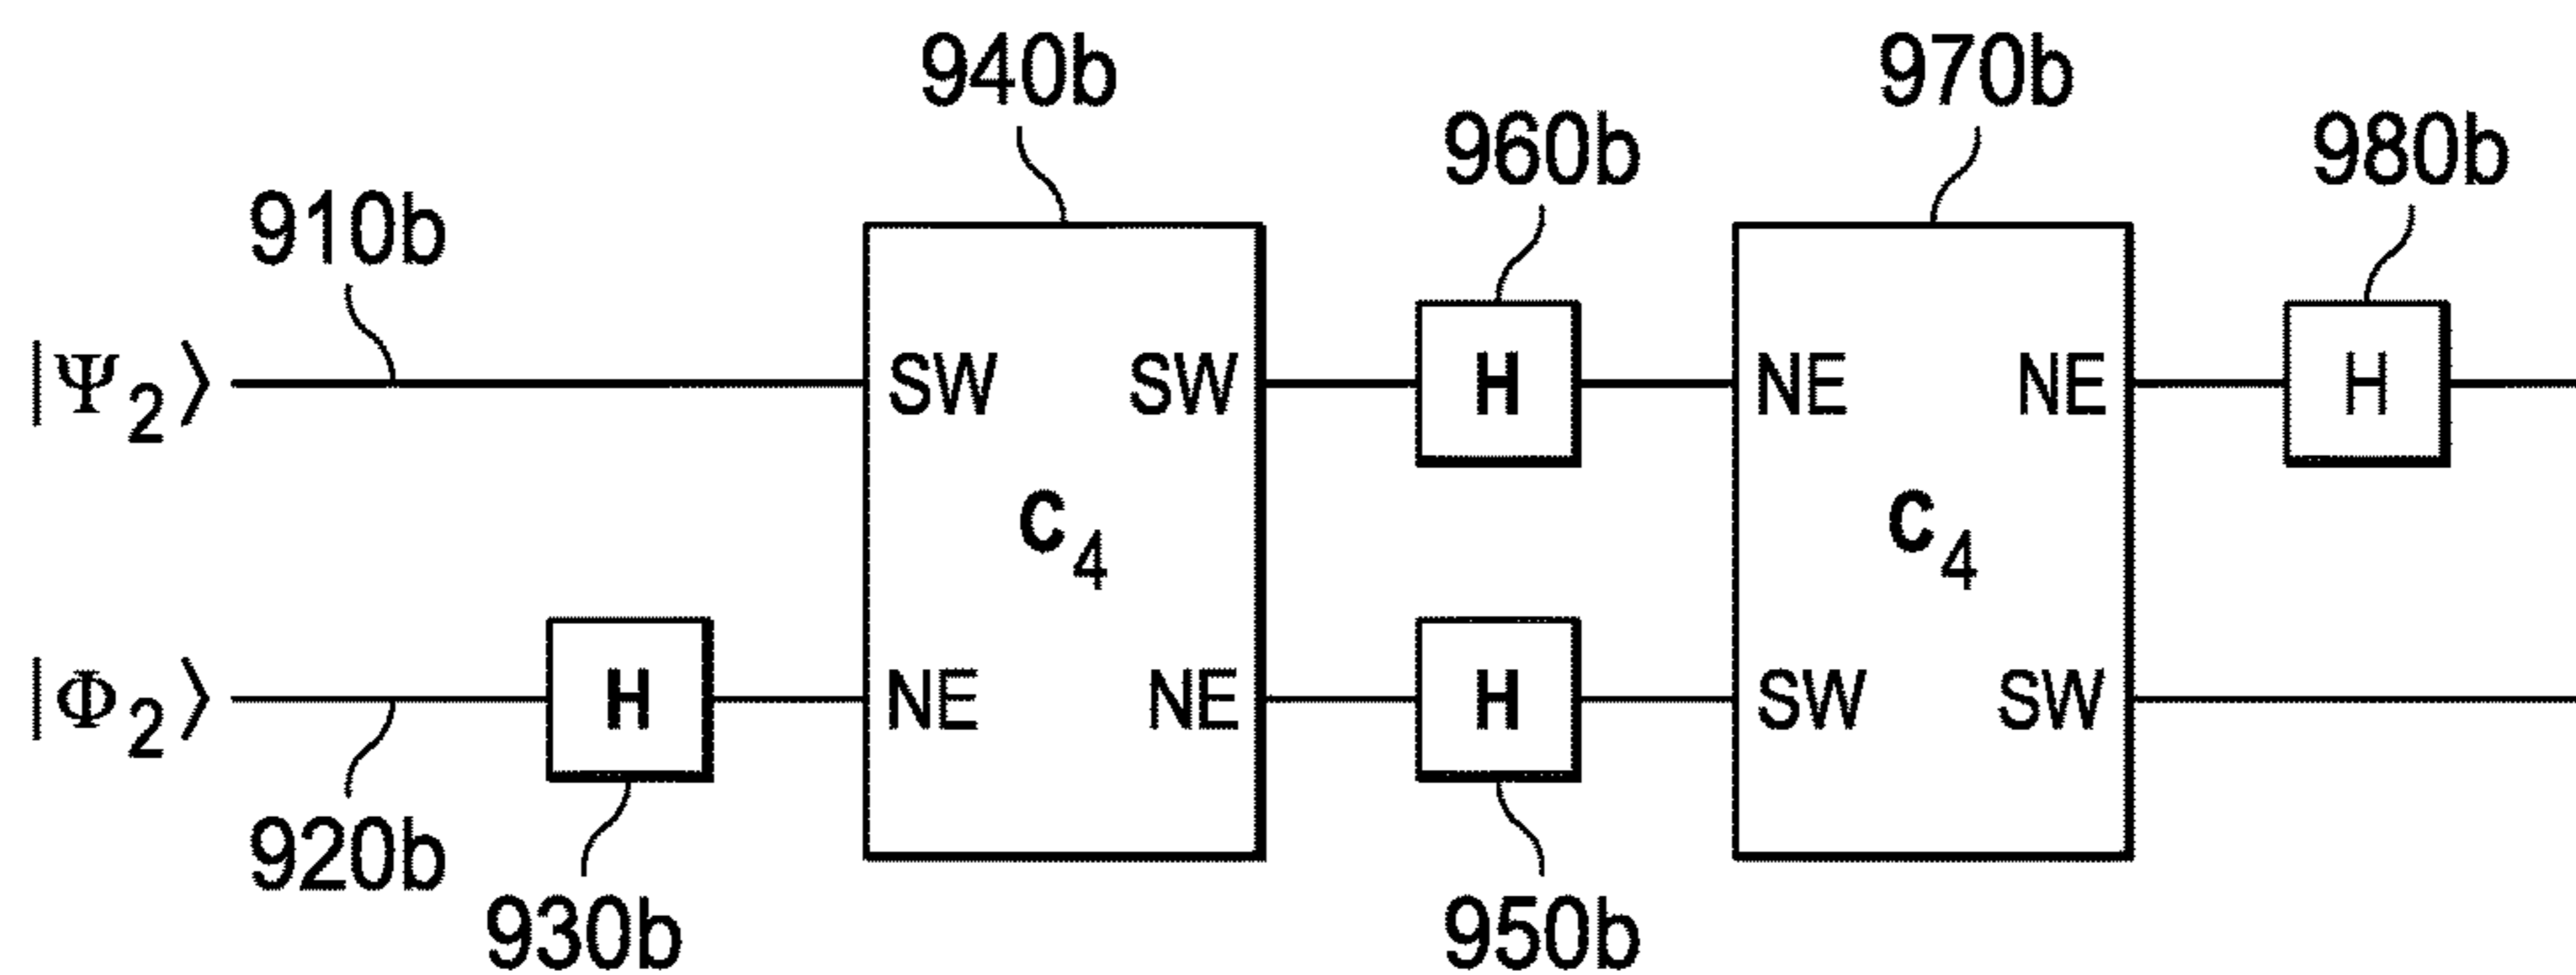 940b 970b
960b 980b
910b
|Ψ2⟩ SW SW H NE NE H
C4 C4
|Φ2⟩ H NE NE H SW SW
920b
930b 950b